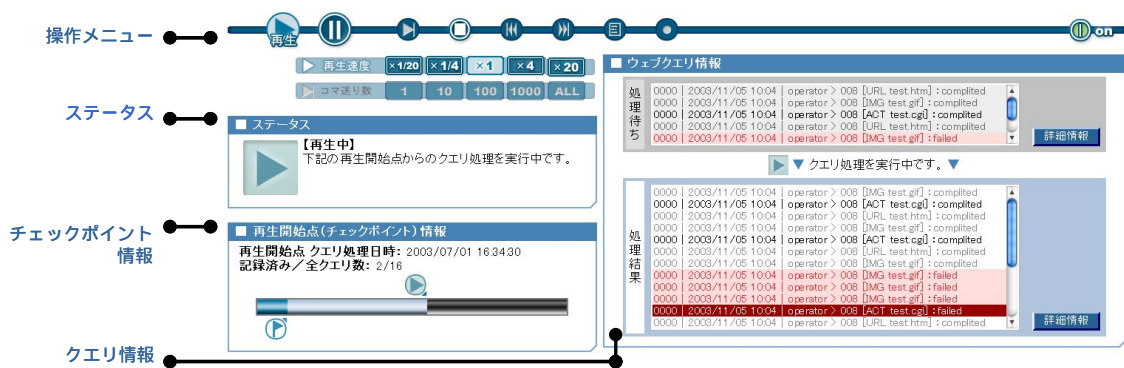 操作メニュー
再生
on
再生速度 ×1/20 ×1/4 ×1 ×4 ×20
コマ送り数 1 10 100 1000 ALL
ステータス
■ ステータス
【再生中】
下記の再生開始点からのクエリ処理を実行中です。
チェックポイント
情報
■ 再生開始点(チェックポイント)情報
再生開始点 クエリ処理日時: 2003/07/01 16:34:30
記録済み/全クエリ数: 2/16
クエリ情報
■ ウェブクエリ情報
処理待ち
0000 | 2003/11/05 10:04 | operator > 008 [URL test.htm] : complited
0000 | 2003/11/05 10:04 | operator > 008 [IMG test.gif] : complited
0000 | 2003/11/05 10:04 | operator > 008 [ACT test.cgi] : complited
0000 | 2003/11/05 10:04 | operator > 008 [URL test.htm] : complited
0000 | 2003/11/05 10:04 | operator > 008 [IMG test.gif] : failed
詳細情報
▼ クエリ処理を実行中です。▼
処理結果
0000 | 2003/11/05 10:04 | operator > 008 [IMG test.gif] : complited
0000 | 2003/11/05 10:04 | operator > 008 [ACT test.cgi] : complited
0000 | 2003/11/05 10:04 | operator > 008 [URL test.htm] : complited
0000 | 2003/11/05 10:04 | operator > 008 [ACT test.cgi] : complited
0000 | 2003/11/05 10:04 | operator > 008 [ACT test.cgi] : complited
0000 | 2003/11/05 10:04 | operator > 008 [URL test.htm] : complited
0000 | 2003/11/05 10:04 | operator > 008 [IMG test.gif] : complited
0000 | 2003/11/05 10:04 | operator > 008 [IMG test.gif] : failed
0000 | 2003/11/05 10:04 | operator > 008 [IMG test.gif] : failed
0000 | 2003/11/05 10:04 | operator > 008 [IMG test.gif] : failed
0000 | 2003/11/05 10:04 | operator > 008 [ACT test.cgi] : failed
0000 | 2003/11/05 10:04 | operator > 008 [URL test.htm] : complited
詳細情報